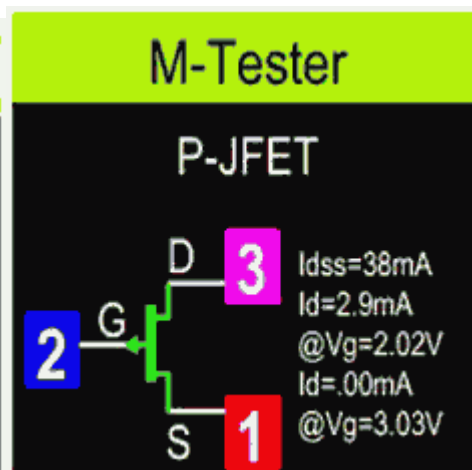 M-Tester
P-JFET
D
3
G
2
S
1
Idss=38mA
Id=2.9mA
@Vg=2.02V
Id=.00mA
@Vg=3.03V